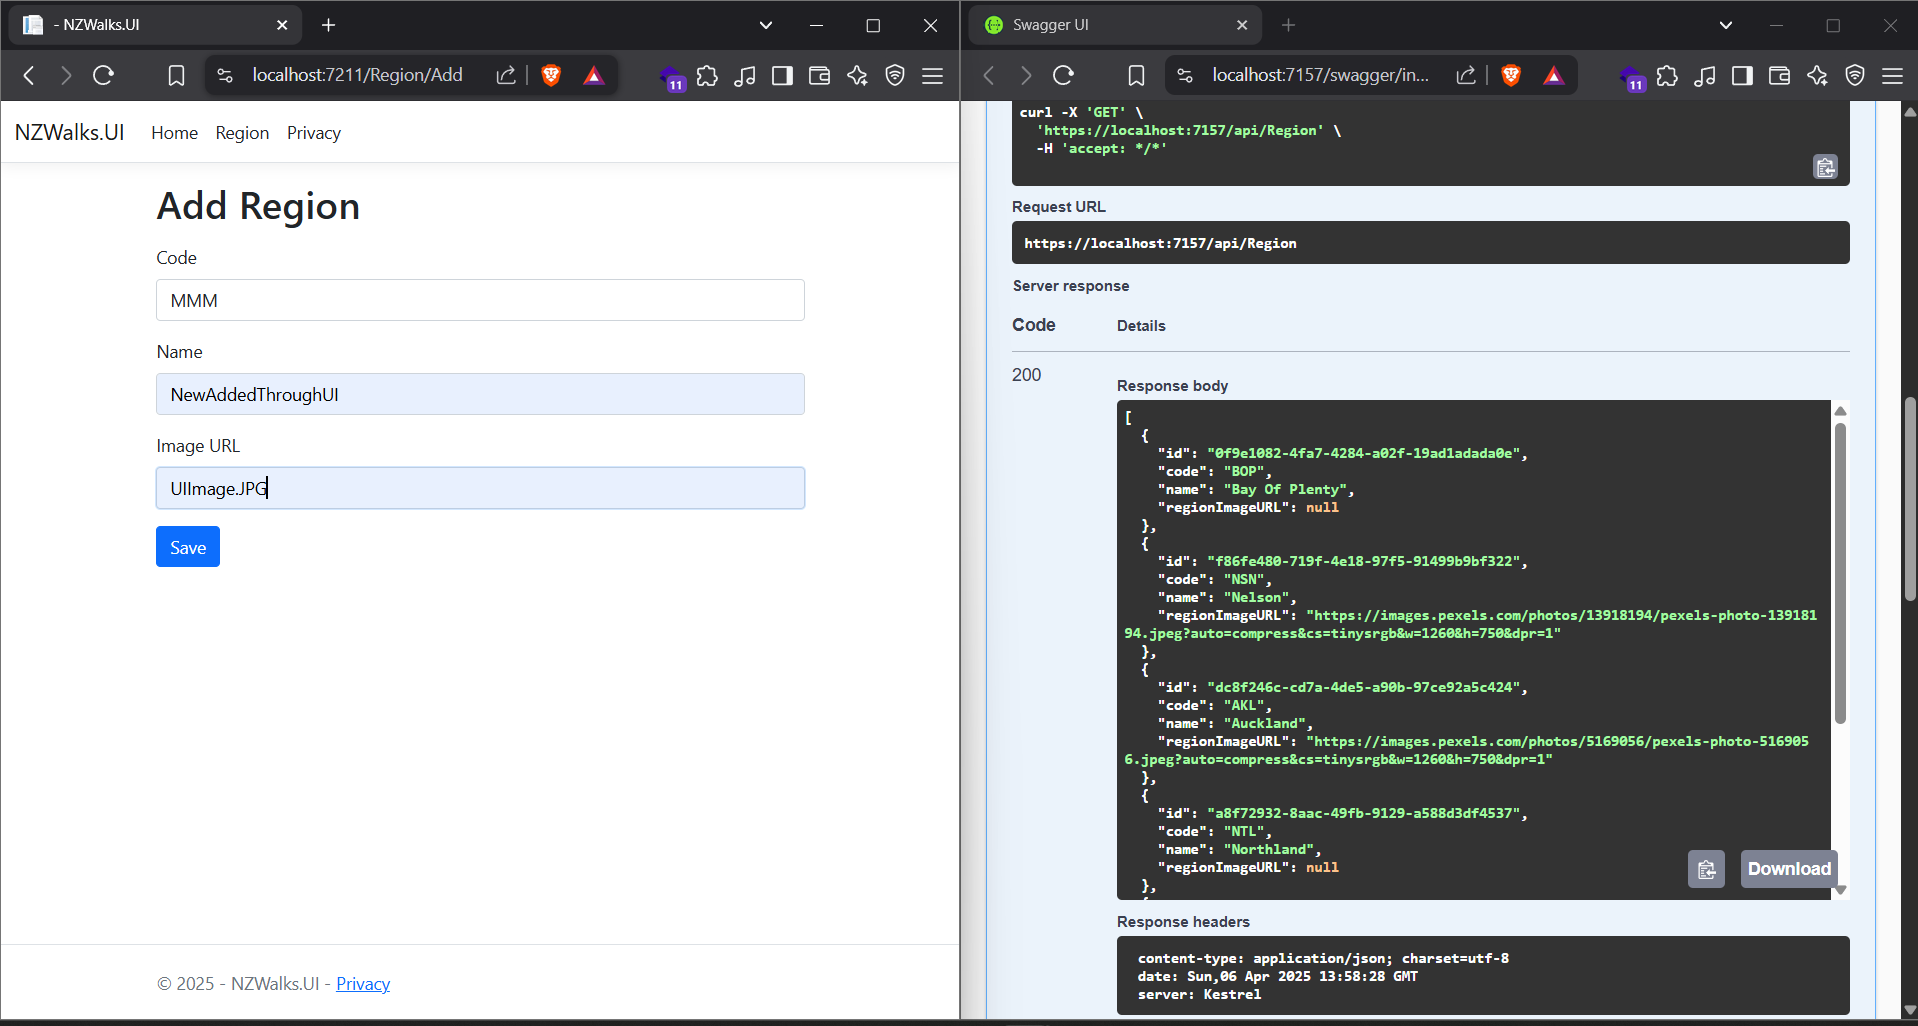 - NZWalks.UI
localhost:7211/Region/Add
11
NZWalks.UI
Home
Region
Privacy
Add Region
Code
MMM
Name
NewAddedThroughUI
Image URL
UIImage.JPG
Save
© 2025 - NZWalks.UI - Privacy
Swagger UI
localhost:7157/swagger/in...
11
curl -X 'GET' \
'https://localhost:7157/api/Region' \
-H 'accept: */*'
Request URL
https://localhost:7157/api/Region
Server response
Code
Details
200
Response body
[
{
"id": "0f9e1082-4fa7-4284-a02f-19ad1adada0e",
"code": "BOP",
"name": "Bay Of Plenty",
"regionImageURL": null
},
{
"id": "f86fe480-719f-4e18-97f5-91499b9bf322",
"code": "NSN",
"name": "Nelson",
"regionImageURL": "https://images.pexels.com/photos/13918194/pexels-photo-139181
94.jpeg?auto=compress&cs=tinysrgb&w=1260&h=750&dpr=1"
},
{
"id": "dc8f246c-cd7a-4de5-a90b-97ce92a5c424",
"code": "AKL",
"name": "Auckland",
"regionImageURL": "https://images.pexels.com/photos/5169056/pexels-photo-516905
6.jpeg?auto=compress&cs=tinysrgb&w=1260&h=750&dpr=1"
},
{
"id": "a8f72932-8aac-49fb-9129-a588d3df4537",
"code": "NTL",
"name": "Northland",
"regionImageURL": null
},
Download
Response headers
content-type: application/json; charset=utf-8
date: Sun,06 Apr 2025 13:58:28 GMT
server: Kestrel